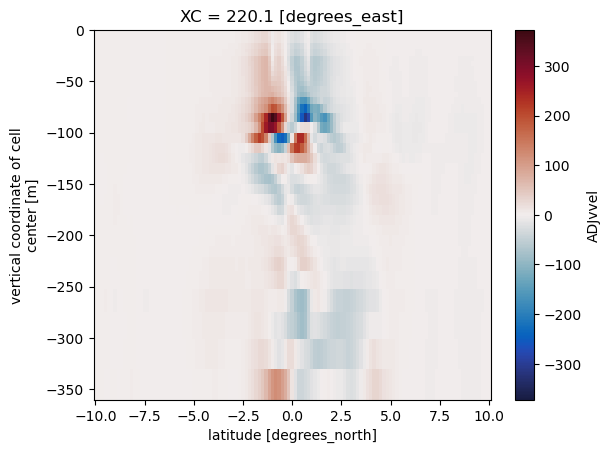 XC = 220.1 [degrees_east]
0
−50
−100
−150
−200
−250
−300
−350
vertical coordinate of cell
center [m]
−10.0 −7.5 −5.0 −2.5 0.0 2.5 5.0 7.5 10.0
latitude [degrees_north]
300
200
100
0
−100
−200
−300
ADJvvel